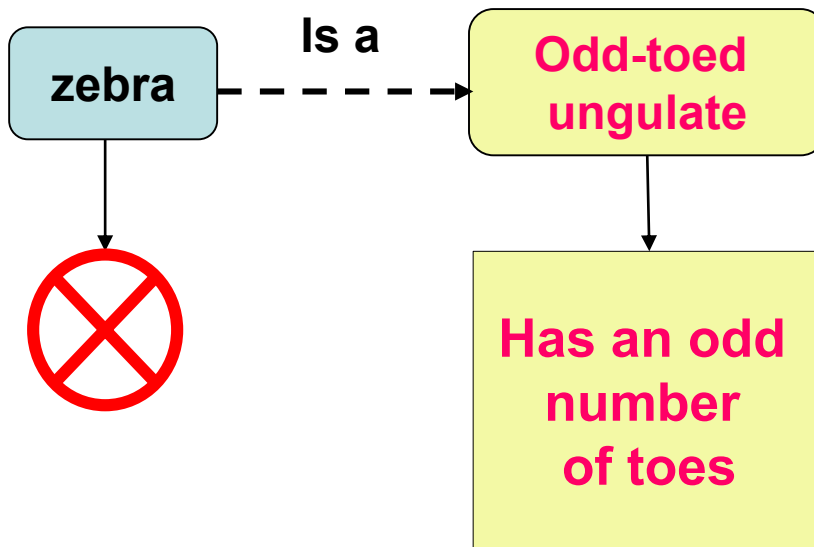 zebra
Is a
Odd-toed
ungulate
Has an odd
number
of toes